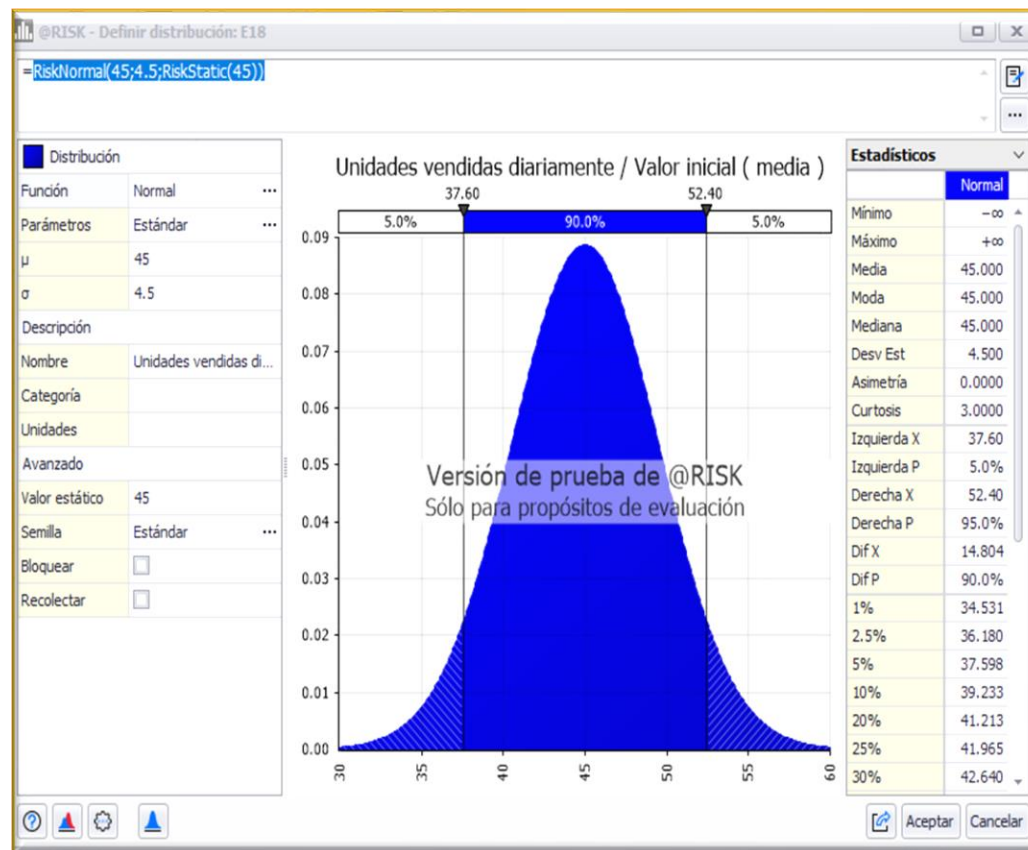 @RISK - Definir distribución: E18
=RiskNormal(45;4.5;RiskStatic(45))
Distribución
Función Normal ...
Parámetros Estándar ...
μ 45
σ 4.5
Descripción
Nombre Unidades vendidas di...
Categoría
Unidades
Avanzado
Valor estático 45
Semilla Estándar ...
Bloquear
Recolectar
Unidades vendidas diariamente / Valor inicial ( media )
37.60 52.40
5.0% 90.0% 5.0%
0.09
0.08
0.07
0.06
0.05
0.04
0.03
0.02
0.01
0.00
30 35 40 45 50 55 60
Versión de prueba de @RISK
Sólo para propósitos de evaluación
Estadísticos
Normal
Mínimo -∞
Máximo +∞
Media 45.000
Moda 45.000
Mediana 45.000
Desv Est 4.500
Asimetría 0.0000
Curtosis 3.0000
Izquierda X 37.60
Izquierda P 5.0%
Derecha X 52.40
Derecha P 95.0%
Dif X 14.804
Dif P 90.0%
1% 34.531
2.5% 36.180
5% 37.598
10% 39.233
20% 41.213
25% 41.965
30% 42.640
Aceptar Cancelar